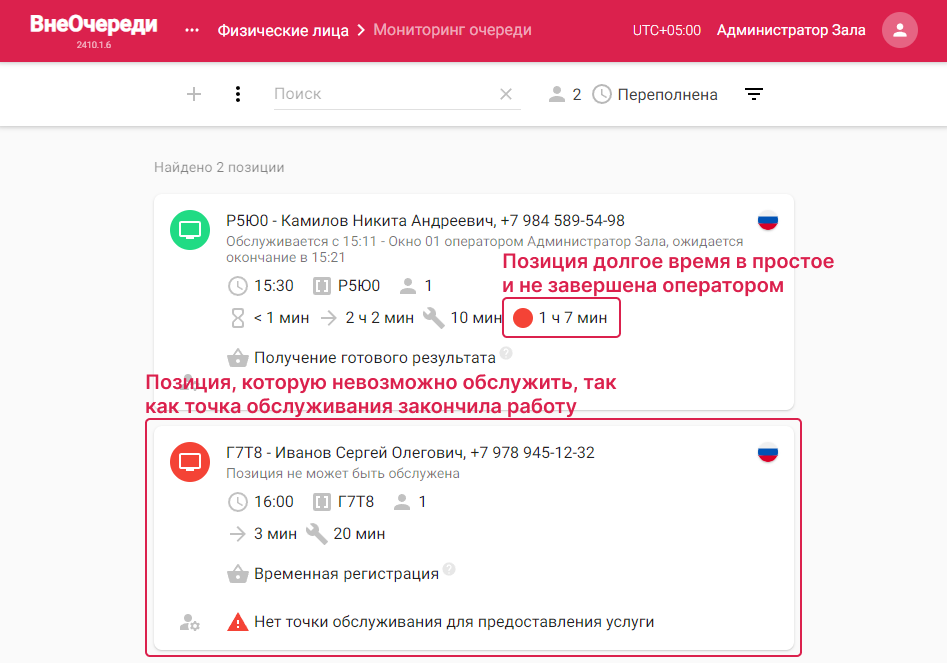 ВнеОчереди
2410.1.6
... Физические лица > Мониторинг очереди
UTC+05:00 Администратор Зала
Поиск
2 Переполнена
Найдено 2 позиции
Р5Ю0 - Камилов Никита Андреевич, +7 984 589-54-98
Обслуживается с 15:11 - Окно 01 оператором Администратор Зала, ожидается
окончание в 15:21
Позиция долгое время в простое
и не завершена оператором
15:30 Р5Ю0 1
< 1 мин 2 ч 2 мин 10 мин 1 ч 7 мин
Получение готового результата ?
Позиция, которую невозможно обслужить, так
как точка обслуживания закончила работу
Г7Т8 - Иванов Сергей Олегович, +7 978 945-12-32
Позиция не может быть обслужена
16:00 Г7Т8 1
3 мин 20 мин
Временная регистрация ?
Нет точки обслуживания для предоставления услуги